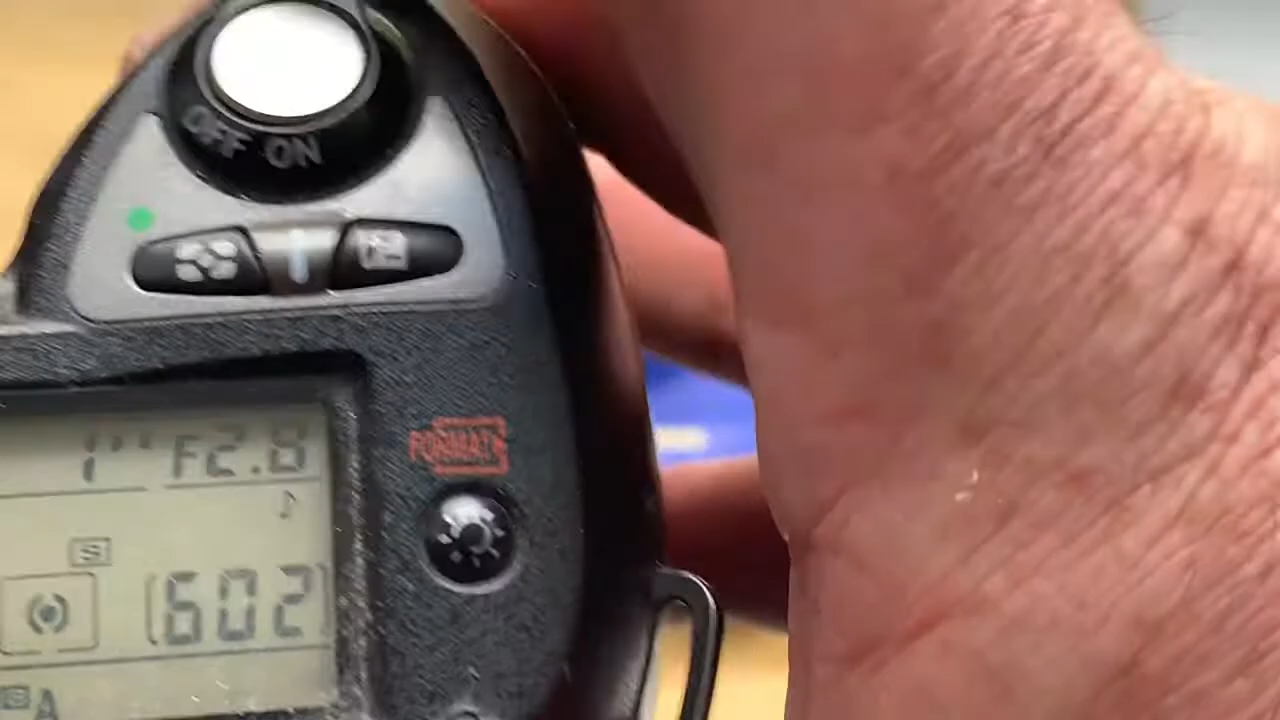 OFF ON
FORMAT
1" F2.8
S
[602]
A